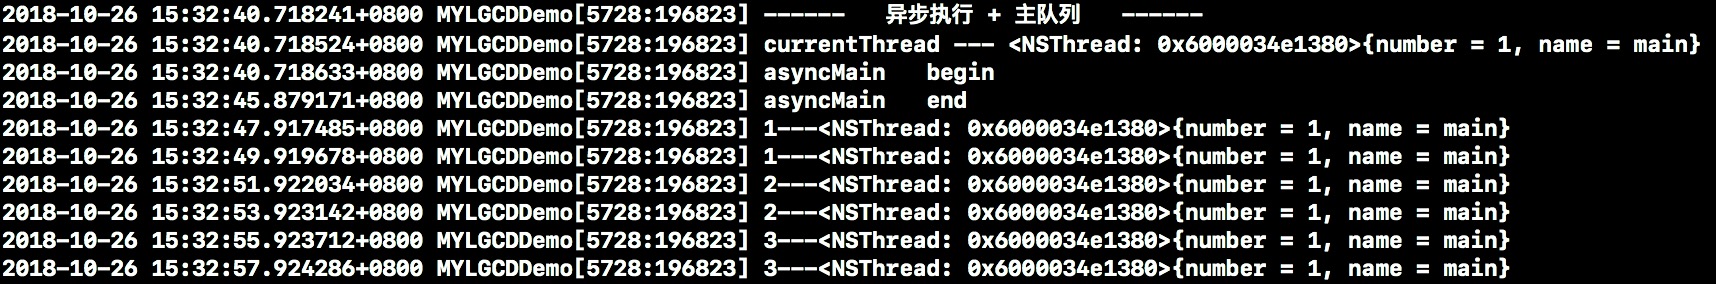 2018-10-26 15:32:40.718241+0800 MYLGCDDemo[5728:196823] ------   异步执行 + 主队列   ------
2018-10-26 15:32:40.718524+0800 MYLGCDDemo[5728:196823] currentThread --- <NSThread: 0x6000034e1380>{number = 1, name = main}
2018-10-26 15:32:40.718633+0800 MYLGCDDemo[5728:196823] asyncMain   begin
2018-10-26 15:32:45.879171+0800 MYLGCDDemo[5728:196823] asyncMain   end
2018-10-26 15:32:47.917485+0800 MYLGCDDemo[5728:196823] 1---<NSThread: 0x6000034e1380>{number = 1, name = main}
2018-10-26 15:32:49.919678+0800 MYLGCDDemo[5728:196823] 1---<NSThread: 0x6000034e1380>{number = 1, name = main}
2018-10-26 15:32:51.922034+0800 MYLGCDDemo[5728:196823] 2---<NSThread: 0x6000034e1380>{number = 1, name = main}
2018-10-26 15:32:53.923142+0800 MYLGCDDemo[5728:196823] 2---<NSThread: 0x6000034e1380>{number = 1, name = main}
2018-10-26 15:32:55.923712+0800 MYLGCDDemo[5728:196823] 3---<NSThread: 0x6000034e1380>{number = 1, name = main}
2018-10-26 15:32:57.924286+0800 MYLGCDDemo[5728:196823] 3---<NSThread: 0x6000034e1380>{number = 1, name = main}